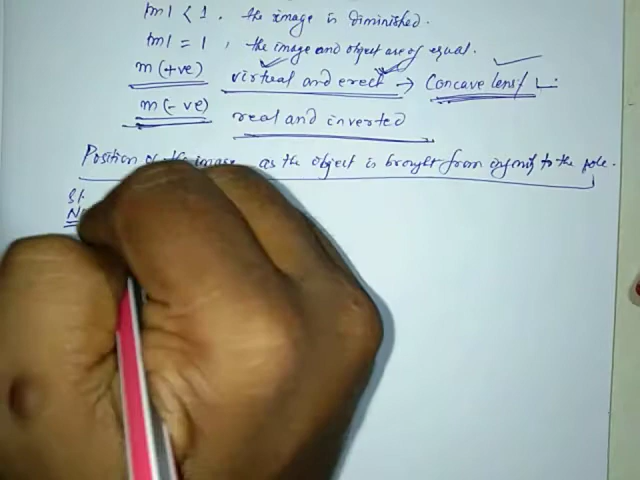 |m| < 1. the image is diminished.
|m| = 1, the image and object are of equal.
m (+ve) virtual and erect → Concave lens/
m (- ve) real and inverted
Position of the image as the object is brought from infinity to the pole.
Sl.
N